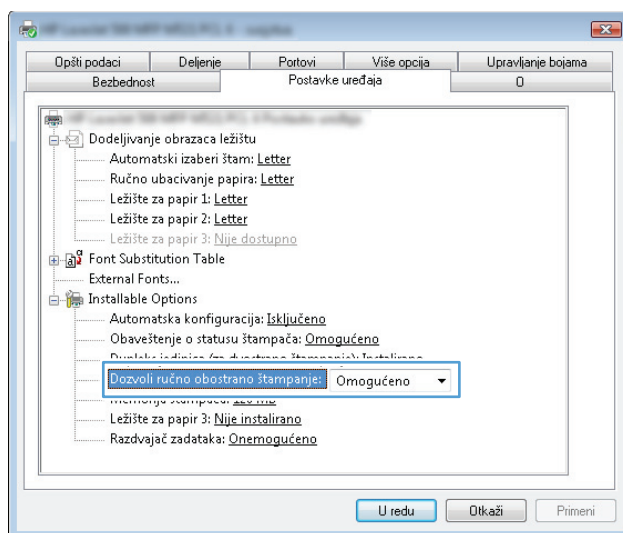 Opšti podaci Deljenje Portovi Više opcija Upravljanje bojama
Bezbednost Postavke uređaja O
Dodeljivanje obrazaca ležištu
Automatski izaberi štam: Letter
Ručno ubacivanje papira: Letter
Ležište za papir 1: Letter
Ležište za papir 2: Letter
Ležište za papir 3: Nije dostupno
Font Substitution Table
External Fonts...
Installable Options
Automatska konfiguracija: Isključeno
Obaveštenje o statusu štampača: Omogućeno
Dozvoli ručno obostrano štampanje: Omogućeno
Ležište za papir 3: Nije instalirano
Razdvajač zadataka: Onemogućeno
U redu Otkaži Primeni